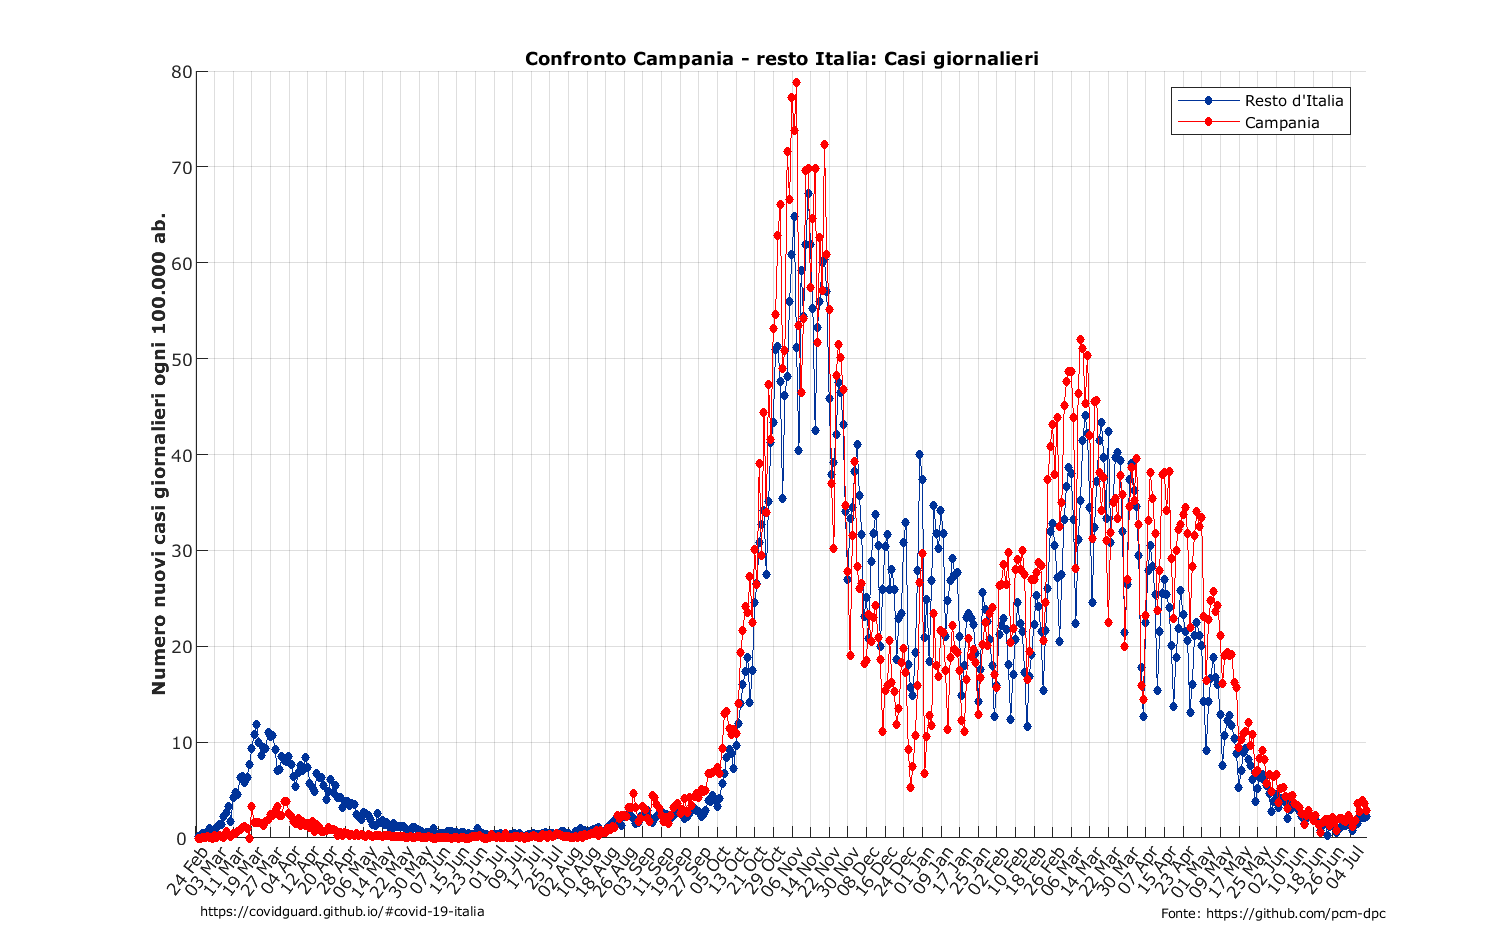 Confronto Campania - resto Italia: Casi giornalieri
Resto d'Italia
Campania
Numero nuovi casi giornalieri ogni 100.000 ab.
80
70
60
50
40
30
20
10
0
24 Feb
03 Mar
11 Mar
19 Mar
27 Mar
04 Apr
12 Apr
20 Apr
28 Apr
06 May
14 May
22 May
30 May
07 Jun
15 Jun
23 Jun
01 Jul
09 Jul
17 Jul
25 Jul
02 Aug
10 Aug
18 Aug
26 Aug
03 Sep
11 Sep
19 Sep
27 Sep
05 Oct
13 Oct
21 Oct
29 Oct
06 Nov
14 Nov
22 Nov
30 Nov
08 Dec
16 Dec
24 Dec
01 Jan
09 Jan
17 Jan
25 Jan
02 Feb
10 Feb
18 Feb
26 Feb
06 Mar
14 Mar
22 Mar
30 Mar
07 Apr
15 Apr
23 Apr
01 May
09 May
17 May
25 May
02 Jun
10 Jun
18 Jun
26 Jun
04 Jul
https://covidguard.github.io/#covid-19-italia
Fonte: https://github.com/pcm-dpc